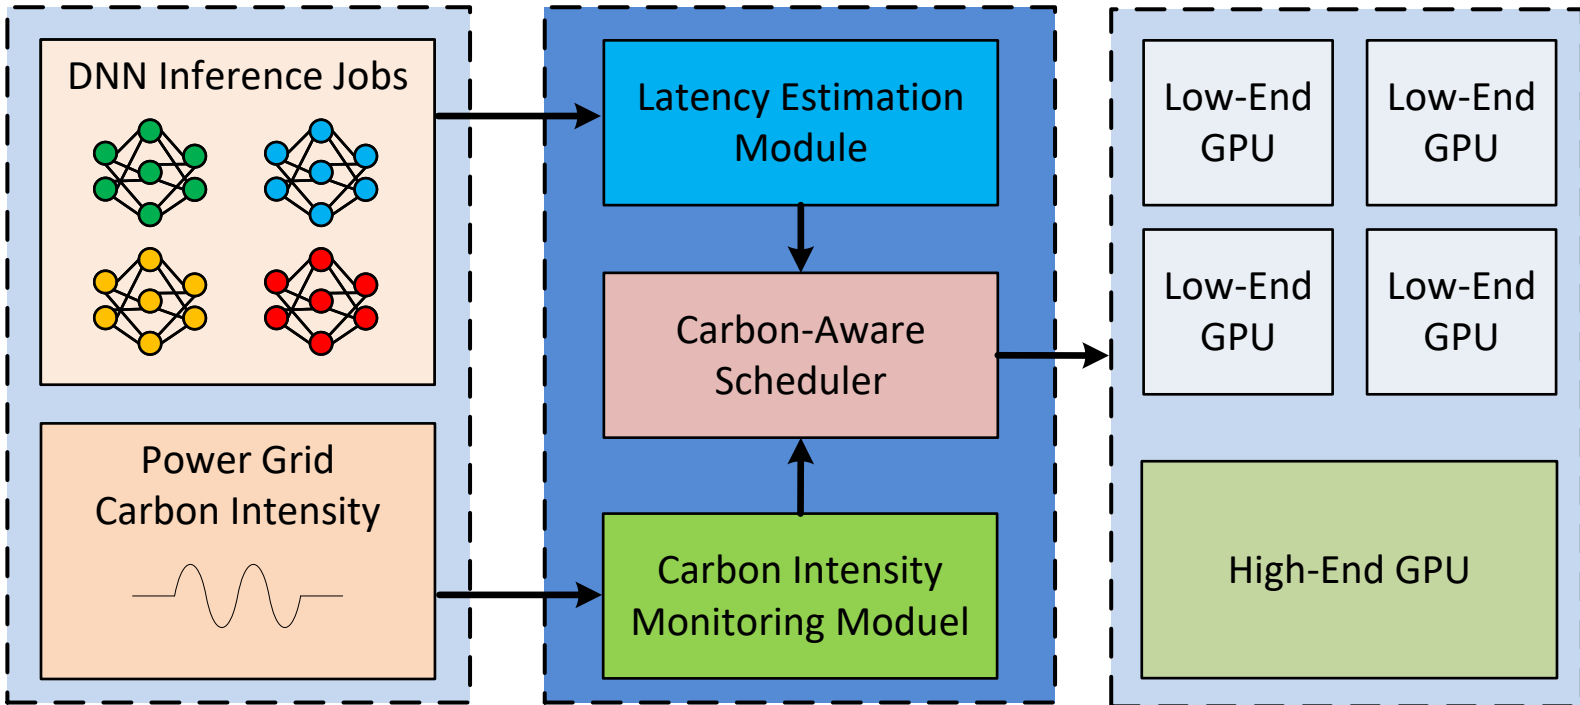 DNN Inference Jobs
Power Grid
Carbon Intensity
Latency Estimation
Module
Carbon-Aware
Scheduler
Carbon Intensity
Monitoring Moduel
Low-End
GPU
Low-End
GPU
Low-End
GPU
Low-End
GPU
High-End GPU